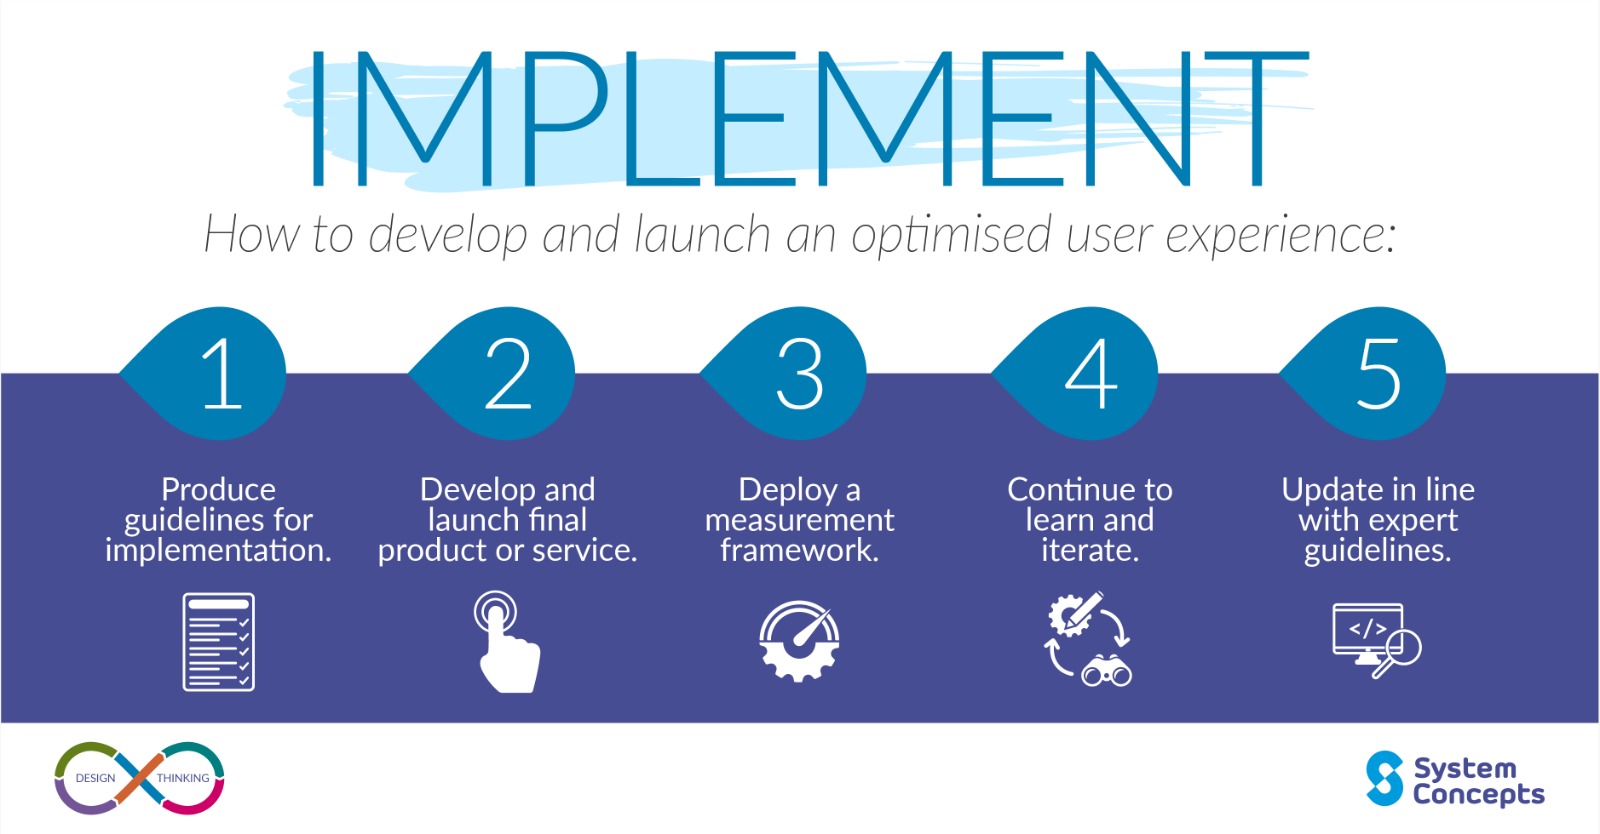 IMPLEMENT
How to develop and launch an optimised user experience:
1
Produce
guidelines for
implementation.
2
Develop and
launch final
product or service.
3
Deploy a
measurement
framework.
4
Continue to
learn and
iterate.
5
Update in line
with expert
guidelines.
</>
DESIGN THINKING
System
Concepts